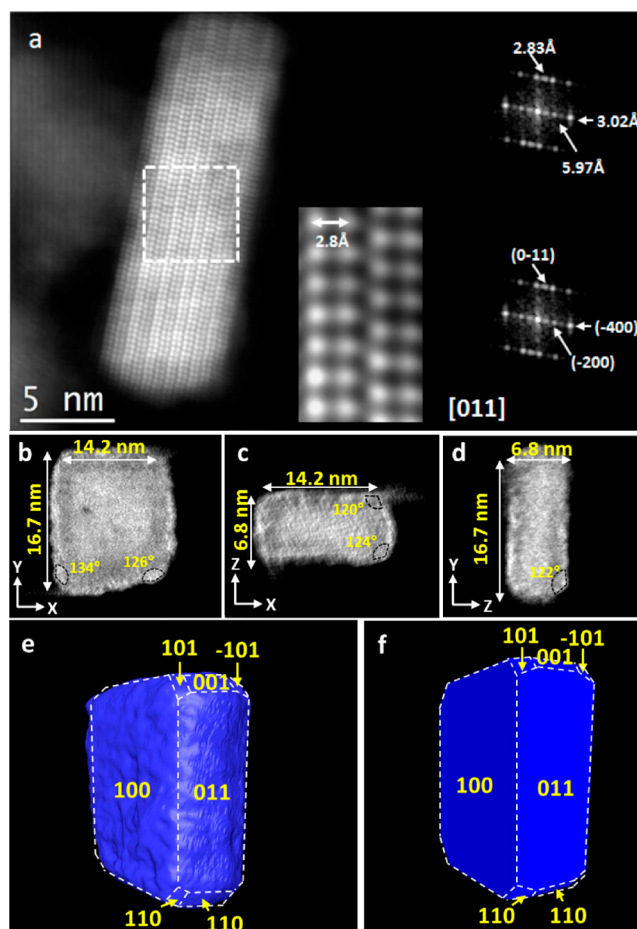 a
2.83Å
3.02Å
5.97Å
2.8Å
(0-11)
(-400)
(-200)
5 nm
[011]
b
14.2 nm
16.7 nm
134°
126°
Y
X
c
14.2 nm
6.8 nm
120°
124°
Z
X
d
6.8 nm
16.7 nm
122°
Y
Z
e
101
-101
001
100
011
110
110
f
101
-101
001
100
011
110
110